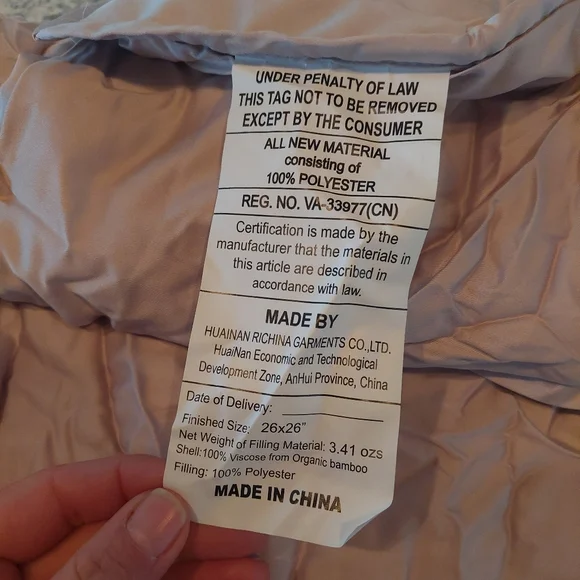 UNDER PENALTY OF LAW
THIS TAG NOT TO BE REMOVED
EXCEPT BY THE CONSUMER
ALL NEW MATERIAL
consisting of
100% POLYESTER
REG. NO. VA-33977(CN)
Certification is made by the
manufacturer that the materials in
this article are described in
accordance with law.
MADE BY
HUAINAN RICHINA GARMENTS CO.,LTD.
HuaiNan Economic and Technological
Development Zone, AnHui Province, China
Date of Delivery:
Finished Size: 26x26"
Net Weight of Filling Material: 3.41 ozs
Shell:100% Viscose from Organic bamboo
Filling: 100% Polyester
MADE IN CHINA